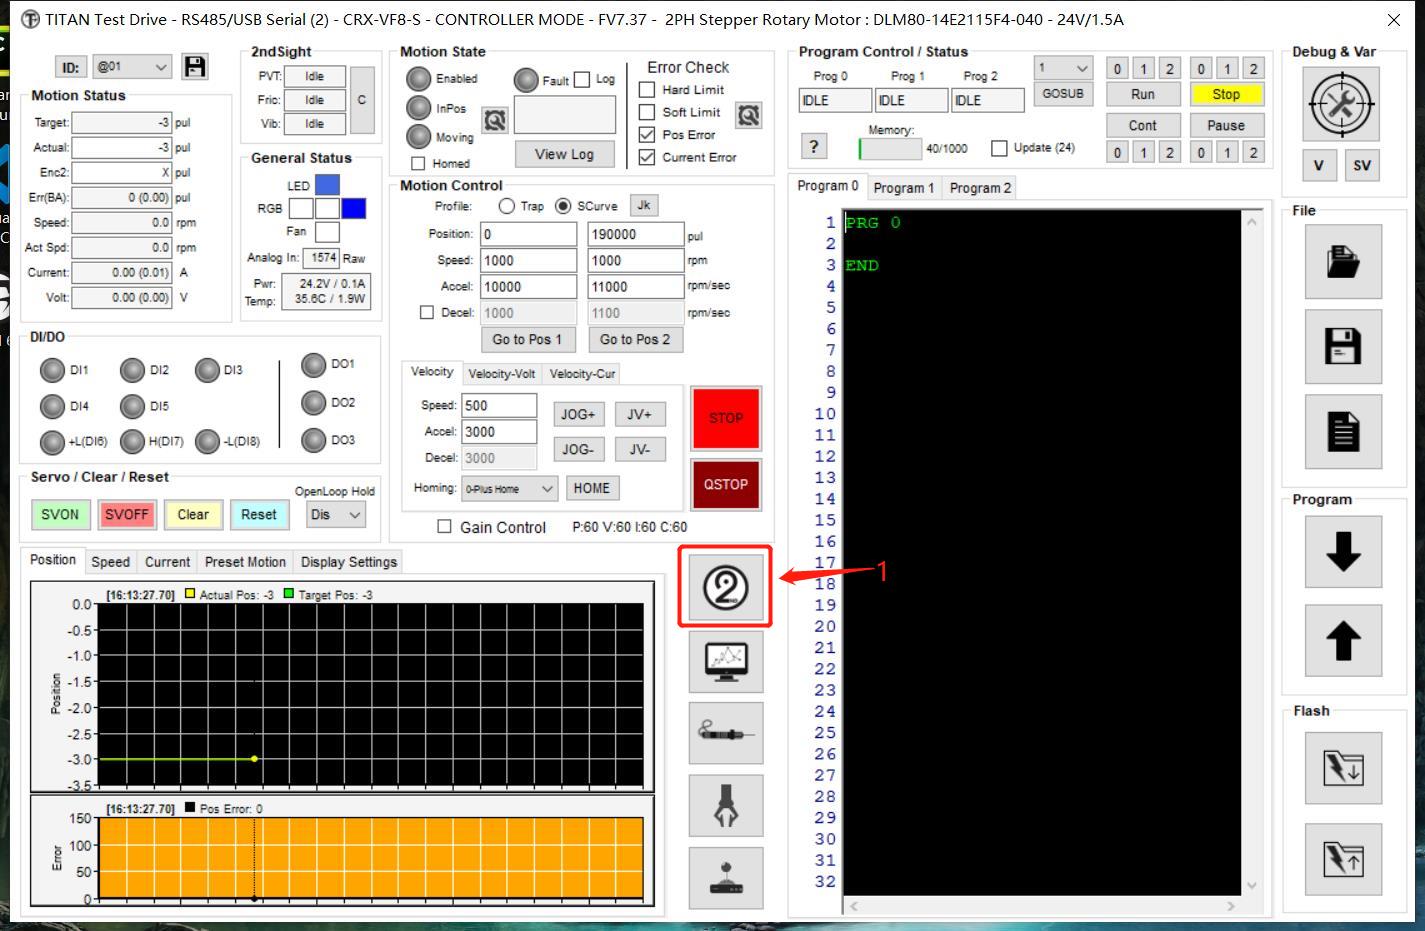 TITAN Test Drive - RS485/USB Serial (2) - CRX-VF8-S - CONTROLLER MODE - FV7.37 - 2PH Stepper Rotary Motor : DLM80-14E2115F4-040 - 24V/1.5A
ID: @01
Motion Status
Target: -3 pul
Actual: -3 pul
Enc2: X pul
Err(BA): 0 (0.00) pul
Speed: 0.0 rpm
Act Spd: 0.0 rpm
Current: 0.00 (0.01) A
Volt: 0.00 (0.00) V
2ndSight
PVT: Idle
Fric: Idle
Vib: Idle
C
General Status
LED
RGB
Fan
Analog In: 1574 Raw
Pwr: 24.2V / 0.1A
Temp: 35.6C / 1.9W
DI/DO
DI1 DI2 DI3 DO1
DI4 DI5 DO2
+L(DI6) H(DI7) -L(DI8) DO3
Servo / Clear / Reset
OpenLoop Hold
SVON SVOFF Clear Reset Dis
Motion State
Enabled
InPos
Moving
Homed
Fault Log
View Log
Error Check
Hard Limit
Soft Limit
Pos Error
Current Error
Motion Control
Profile: Trap SCurve Jk
Position: 0 190000 pul
Speed: 1000 1000 rpm
Accel: 10000 11000 rpm/sec
Decel: 1000 1100 rpm/sec
Go to Pos 1 Go to Pos 2
Velocity Velocity-Volt Velocity-Cur
Speed: 500
Accel: 3000
Decel: 3000
JOG+ JV+
JOG- JV-
Homing: 0-Plus Home HOME
STOP
QSTOP
Gain Control P:60 V:60 I:60 C:60
Position Speed Current Preset Motion Display Settings
[16:13:27.70] Actual Pos: -3 Target Pos: -3
Position
0.0
-0.5
-1.0
-1.5
-2.0
-2.5
-3.0
-3.5
[16:13:27.70] Pos Error: 0
Error
150
100
50
0
2
ND
1
Program Control / Status
Prog 0 Prog 1 Prog 2
IDLE IDLE IDLE
1
GOSUB
0 1 2 0 1 2
Run Stop
Cont Pause
0 1 2 0 1 2
?
Memory:
40/1000
Update (24)
Program 0 Program 1 Program 2
1 PRG 0
2
3 END
4
5
6
7
8
9
10
11
12
13
14
15
16
17
18
19
20
21
22
23
24
25
26
27
28
29
30
31
32
Debug & Var
V SV
File
Program
Flash